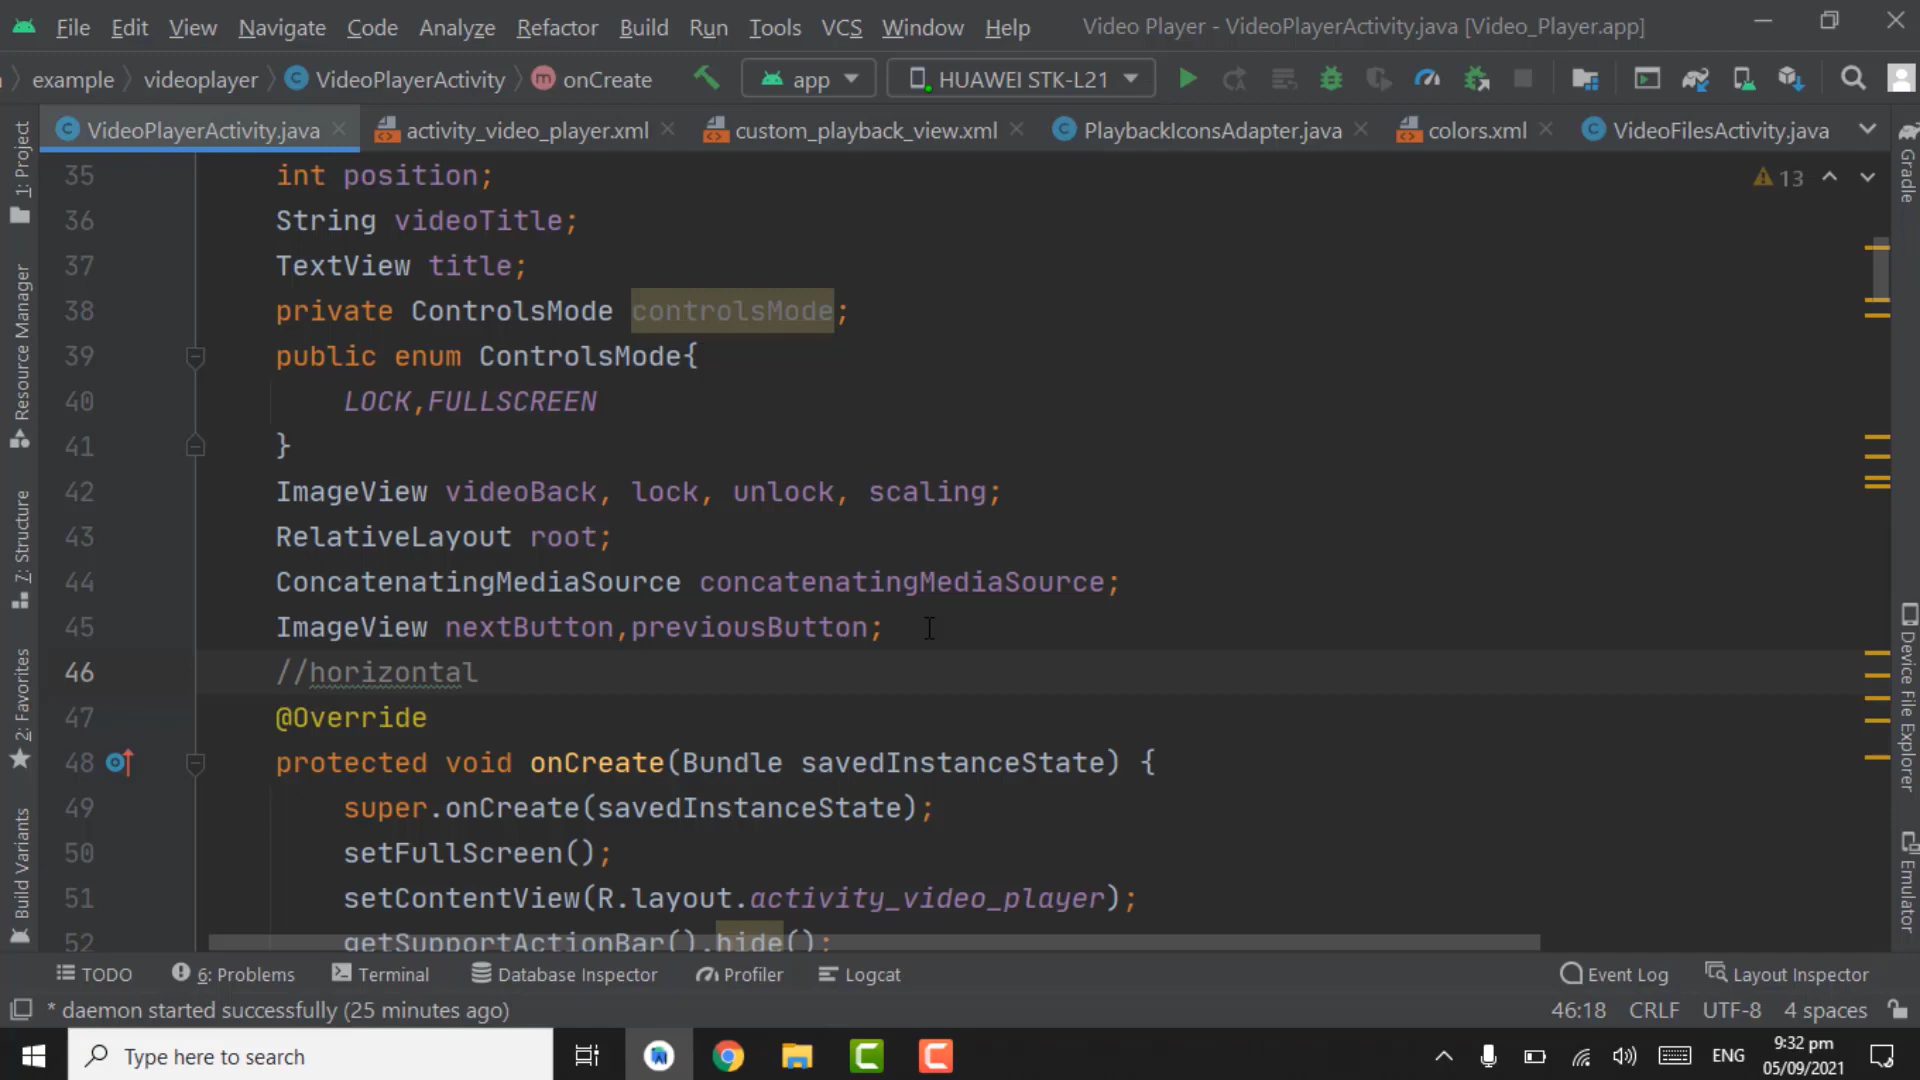 File Edit View Navigate Code Analyze Refactor Build Run Tools VCS Window Help Video Player - VideoPlayerActivity.java [Video_Player.app]
example videoplayer VideoPlayerActivity onCreate app HUAWEI STK-L21
VideoPlayerActivity.java activity_video_player.xml custom_playback_view.xml PlaybackIconsAdapter.java colors.xml VideoFilesActivity.java
1: Project
Resource Manager
7: Structure
2: Favorites
Build Variants
35 int position;
36 String videoTitle;
37 TextView title;
38 private ControlsMode controlsMode;
39 public enum ControlsMode{
40 LOCK,FULLSCREEN
41 }
42 ImageView videoBack, lock, unlock, scaling;
43 RelativeLayout root;
44 ConcatenatingMediaSource concatenatingMediaSource;
45 ImageView nextButton,previousButton;
46 //horizontal
47 @Override
48 protected void onCreate(Bundle savedInstanceState) {
49 super.onCreate(savedInstanceState);
50 setFullScreen();
51 setContentView(R.layout.activity_video_player);
52 getSupportActionBar().hide();
13
Gradle
Device File Explorer
Emulator
TODO 6: Problems Terminal Database Inspector Profiler Logcat Event Log Layout Inspector
* daemon started successfully (25 minutes ago) 46:18 CRLF UTF-8 4 spaces
Type here to search ENG 9:32 pm
05/09/2021